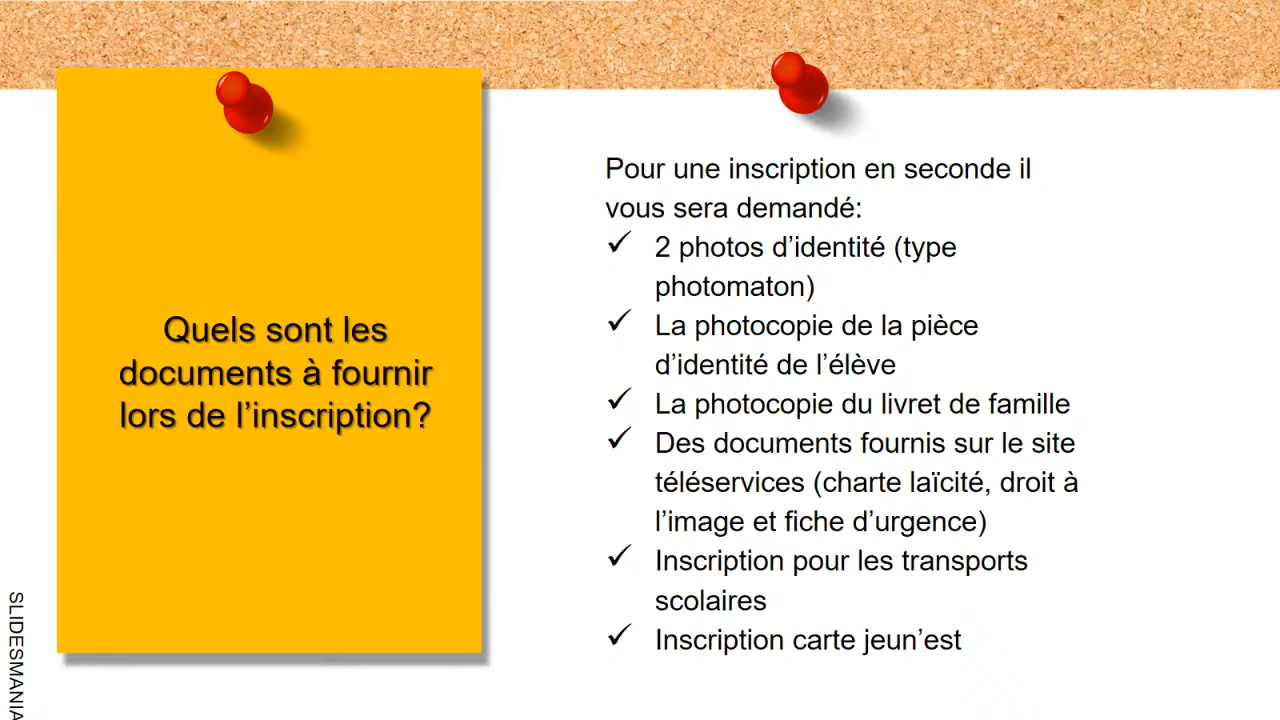 Quels sont les
documents à fournir
lors de l’inscription?
Pour une inscription en seconde il
vous sera demandé:
✓ 2 photos d’identité (type
photomaton)
✓ La photocopie de la pièce
d’identité de l’élève
✓ La photocopie du livret de famille
✓ Des documents fournis sur le site
téléservices (charte laïcité, droit à
l’image et fiche d’urgence)
✓ Inscription pour les transports
scolaires
✓ Inscription carte jeun’est
SLIDESMANIA